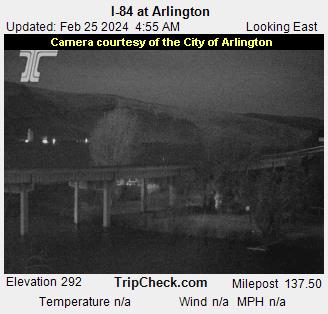 I-84 at Arlington
Updated: Feb 25 2024 4:55 AM Looking East
Camera courtesy of the City of Arlington
Elevation 292 TripCheck.com Milepost 137.50
Temperature n/a Wind n/a MPH n/a